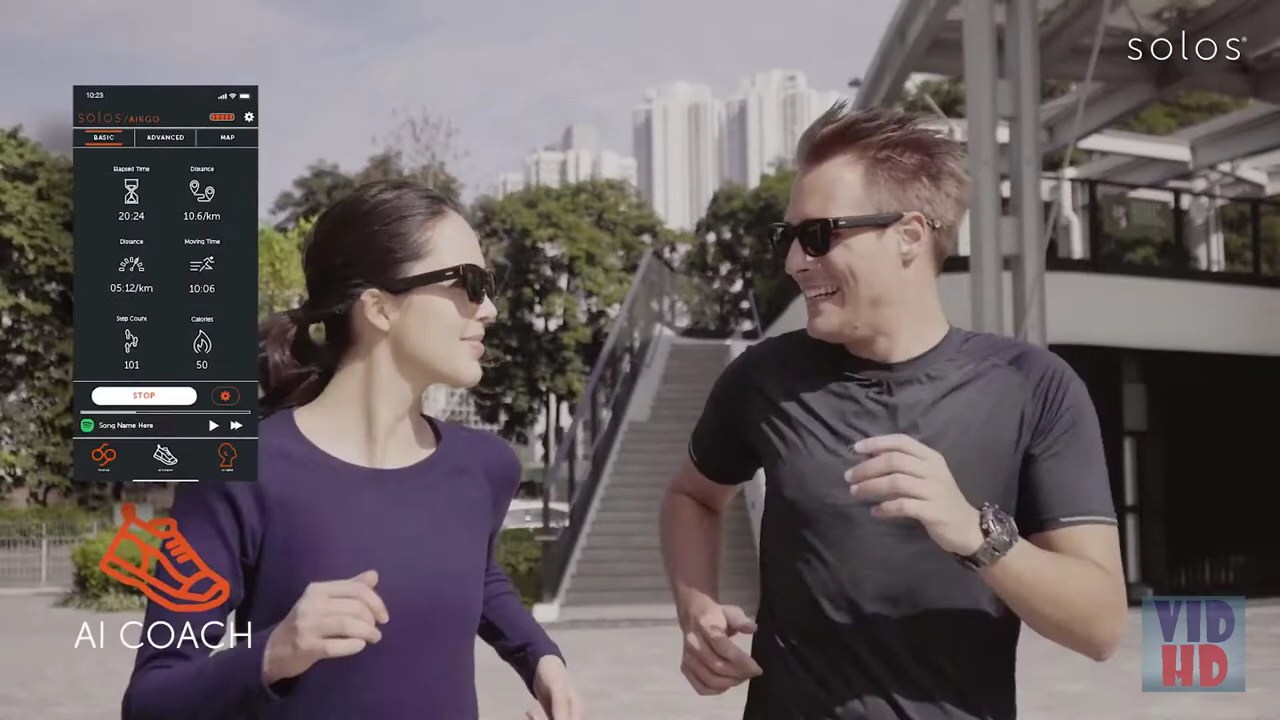 solos
10:23
solos/AIRGO
BASIC ADVANCED MAP
Elapsed Time Distance
20:24 10.6/km
Distance Moving Time
05:12/km 10:06
Step Count Calories
101 50
STOP
Song Name Here
AI COACH
VID
HD